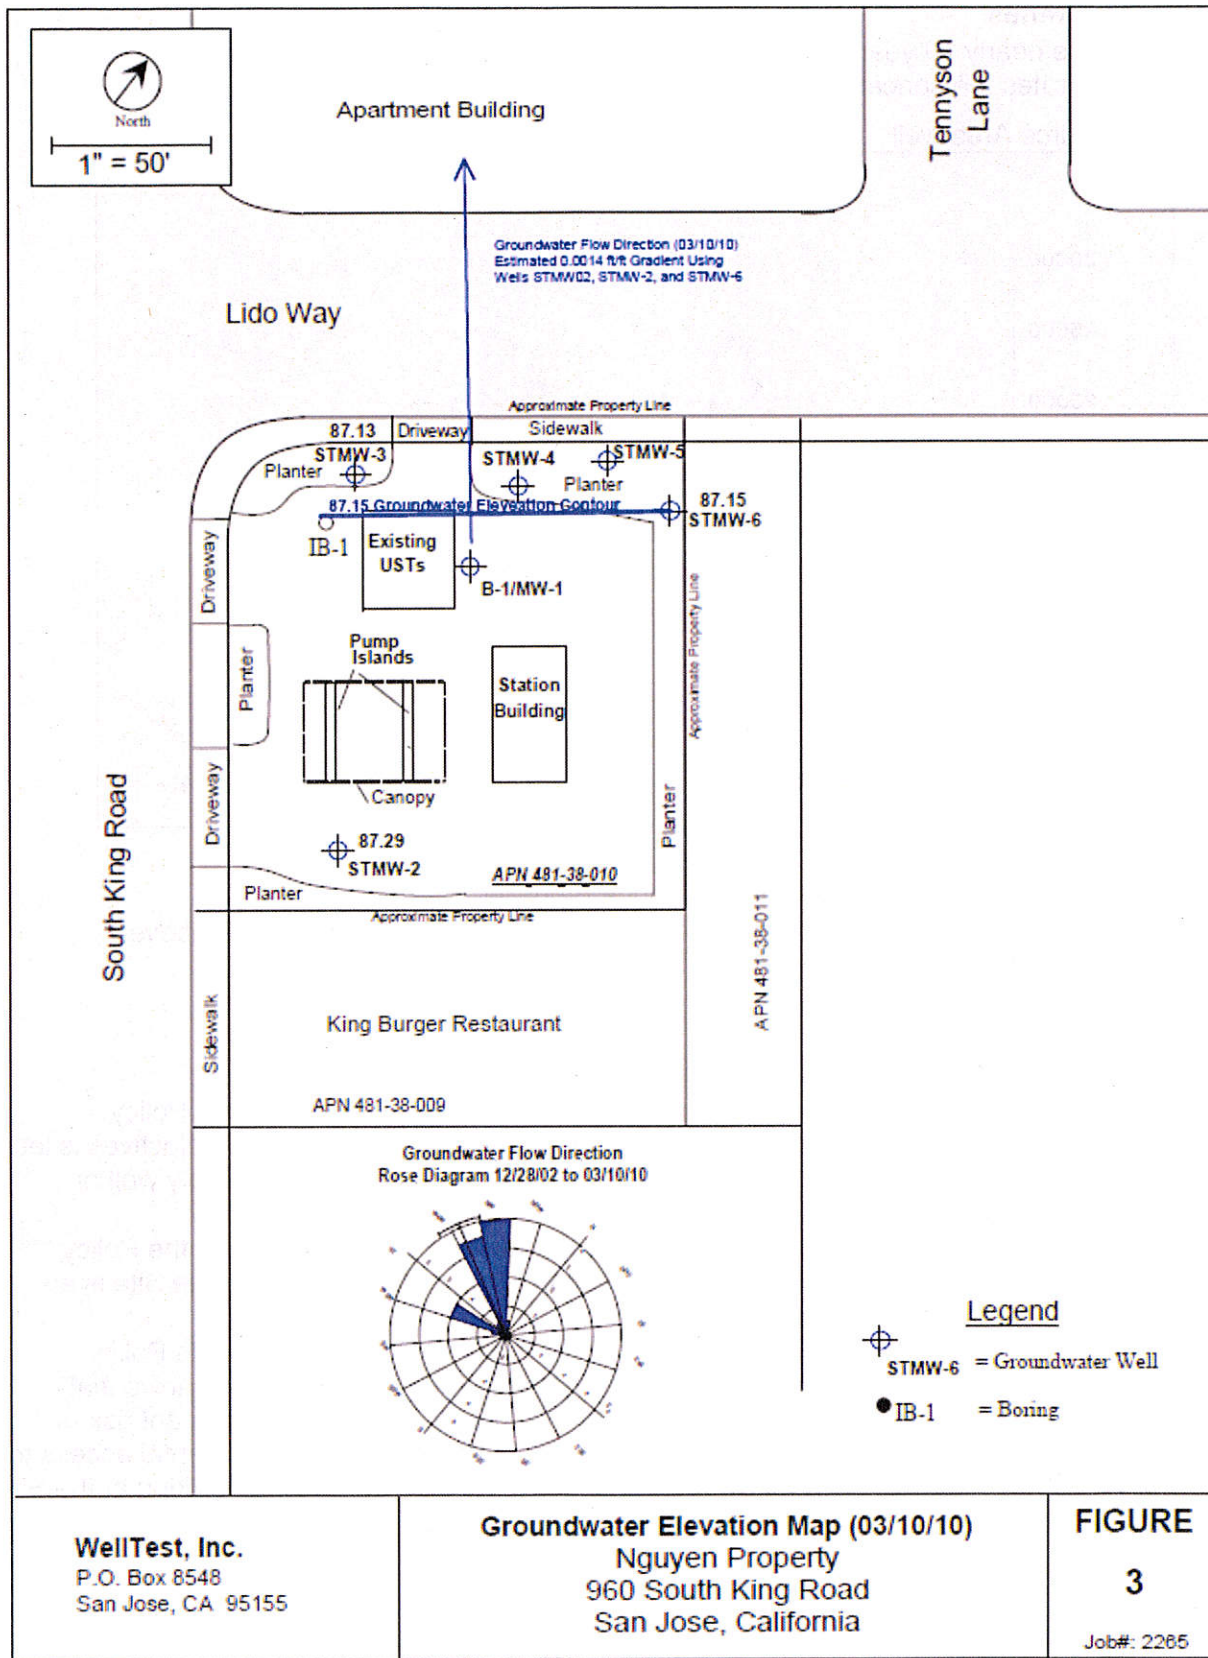 North
1" = 50'
Apartment Building
Tennyson
Lane
Groundwater Flow Direction (03/10/10)
Estimated 0.0014 ft/ft Gradient Using
Wells STMW02, STMW-2, and STMW-6
Lido Way
Approximate Property Line
87.13
Driveway
Sidewalk
STMW-3
STMW-4
STMW-5
Planter
Planter
87.15 Groundwater Eleveation Contour
87.15
STMW-6
IB-1
Existing
USTs
B-1/MW-1
Driveway
Planter
Pump
Islands
Station
Building
Approximate Property Line
Driveway
Canopy
Planter
South King Road
87.29
STMW-2
APN 481-38-010
Planter
Approximate Property Line
APN 481-38-011
Sidewalk
King Burger Restaurant
APN 481-38-009
Groundwater Flow Direction
Rose Diagram 12/28/02 to 03/10/10
Legend
STMW-6 = Groundwater Well
IB-1 = Boring
WellTest, Inc.
P.O. Box 8548
San Jose, CA 95155
Groundwater Elevation Map (03/10/10)
Nguyen Property
960 South King Road
San Jose, California
FIGURE
3
Job#: 2265